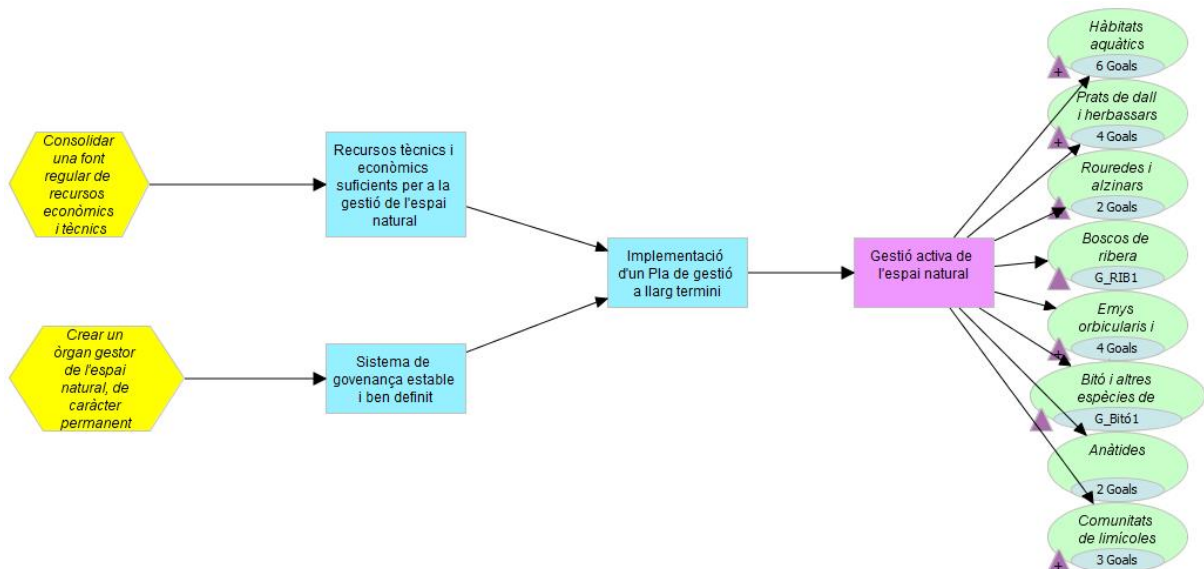 Consolidar
una font
regular de
recursos
econòmics
i tècnics
Crear un
òrgan gestor
de l'espai
natural, de
caràcter
permanent
Recursos tècnics i
econòmics
suficients per a la
gestió de l'espai
natural
Sistema de
governança estable
i ben definit
Implementació
d'un Pla de gestió
a llarg termini
Gestió activa de
l'espai natural
Hàbitats
aquàtics
6 Goals
+
Prats de dall
i herbassars
4 Goals
+
Rouredes i
alzinars
2 Goals
Boscos de
ribera
G_RIB1
Emys
orbicularis i
4 Goals
+
Bitó i altres
espècies de
G_Bitó1
Anàtides
2 Goals
Comunitats
de limícoles
3 Goals
+